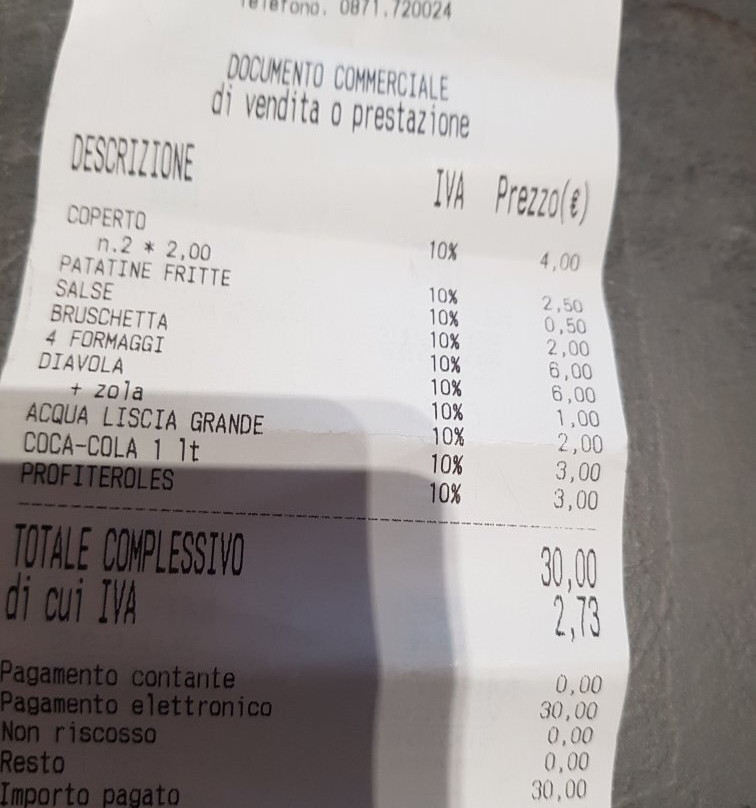 Telefono. 0871.720024
DOCUMENTO COMMERCIALE
di vendita o prestazione
DESCRIZIONE IVA Prezzo(€)
COPERTO
n.2 * 2,00 10% 4,00
PATATINE FRITTE 10% 2,50
SALSE 10% 0,50
BRUSCHETTA 10% 2,00
4 FORMAGGI 10% 6,00
DIAVOLA 10% 6,00
+ zola 10% 1,00
ACQUA LISCIA GRANDE 10% 2,00
COCA-COLA 1 lt 10% 3,00
PROFITEROLES 10% 3,00
TOTALE COMPLESSIVO 30,00
di cui IVA 2,73
Pagamento contante 0,00
Pagamento elettronico 30,00
Non riscosso 0,00
Resto 0,00
Importo pagato 30,00